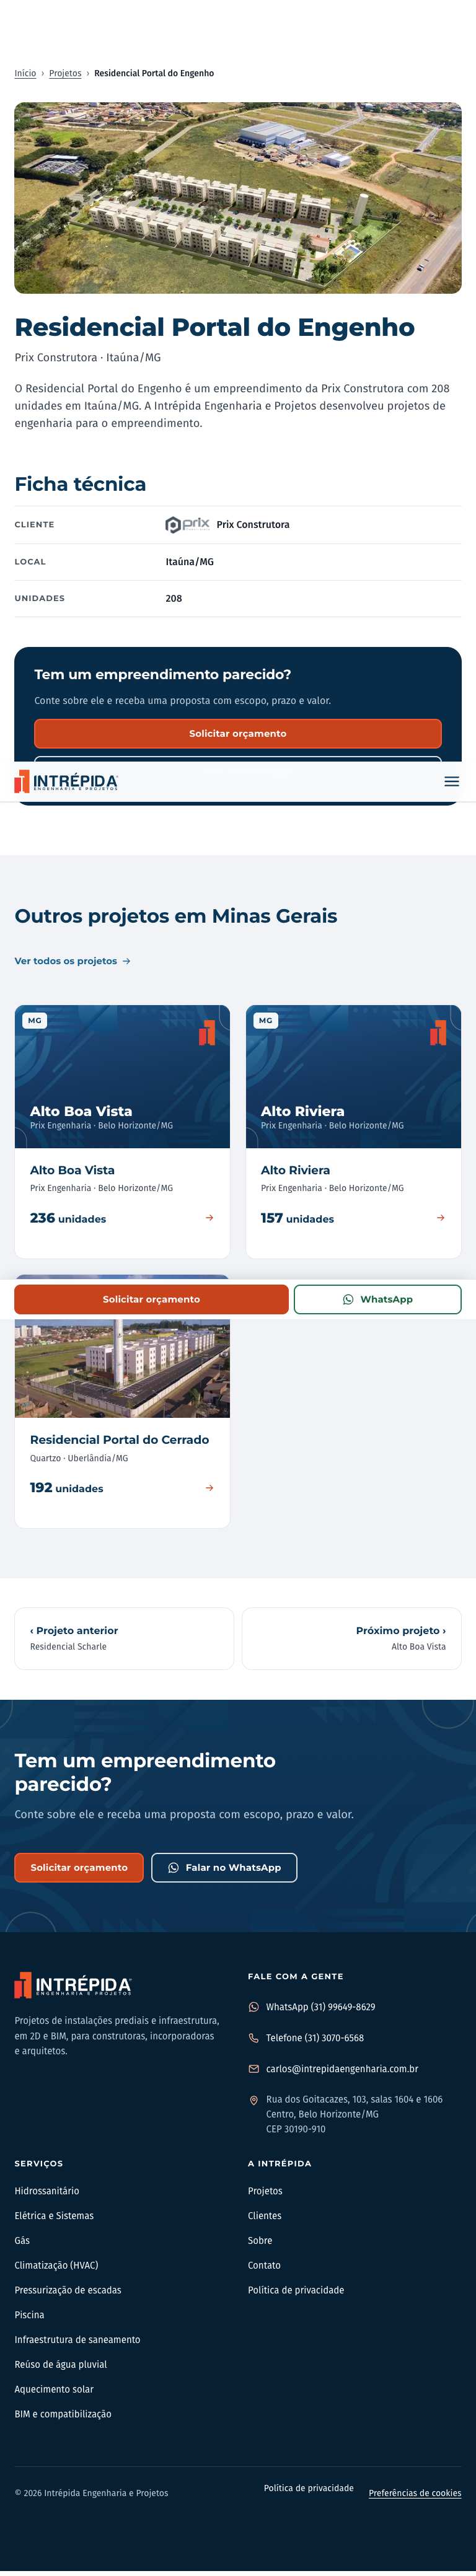 Início › Projetos › Residencial Portal do Engenho
Residencial Portal do Engenho
Prix Construtora · Itaúna/MG
O Residencial Portal do Engenho é um empreendimento da Prix Construtora com 208
unidades em Itaúna/MG. A Intrépida Engenharia e Projetos desenvolveu projetos de
engenharia para o empreendimento.
Ficha técnica
CLIENTE
prix Prix Construtora
LOCAL
Itaúna/MG
UNIDADES
208
Tem um empreendimento parecido?
Conte sobre ele e receba uma proposta com escopo, prazo e valor.
Solicitar orçamento
INTRÉPIDA
ENGENHARIA E PROJETOS
Outros projetos em Minas Gerais
Ver todos os projetos →
MG
Alto Boa Vista
Prix Engenharia · Belo Horizonte/MG
Alto Boa Vista
Prix Engenharia · Belo Horizonte/MG
236 unidades →
MG
Alto Riviera
Prix Engenharia · Belo Horizonte/MG
Alto Riviera
Prix Engenharia · Belo Horizonte/MG
157 unidades →
Solicitar orçamento
WhatsApp
Residencial Portal do Cerrado
Quartzo · Uberlândia/MG
192 unidades →
‹ Projeto anterior
Residencial Scharle
Próximo projeto ›
Alto Boa Vista
Tem um empreendimento
parecido?
Conte sobre ele e receba uma proposta com escopo, prazo e valor.
Solicitar orçamento
Falar no WhatsApp
INTRÉPIDA
ENGENHARIA E PROJETOS
Projetos de instalações prediais e infraestrutura,
em 2D e BIM, para construtoras, incorporadoras
e arquitetos.
FALE COM A GENTE
WhatsApp (31) 99649-8629
Telefone (31) 3070-6568
carlos@intrepidaengenharia.com.br
Rua dos Goitacazes, 103, salas 1604 e 1606
Centro, Belo Horizonte/MG
CEP 30190-910
SERVIÇOS
Hidrossanitário
Elétrica e Sistemas
Gás
Climatização (HVAC)
Pressurização de escadas
Piscina
Infraestrutura de saneamento
Reúso de água pluvial
Aquecimento solar
BIM e compatibilização
A INTRÉPIDA
Projetos
Clientes
Sobre
Contato
Política de privacidade
© 2026 Intrépida Engenharia e Projetos
Política de privacidade
Preferências de cookies